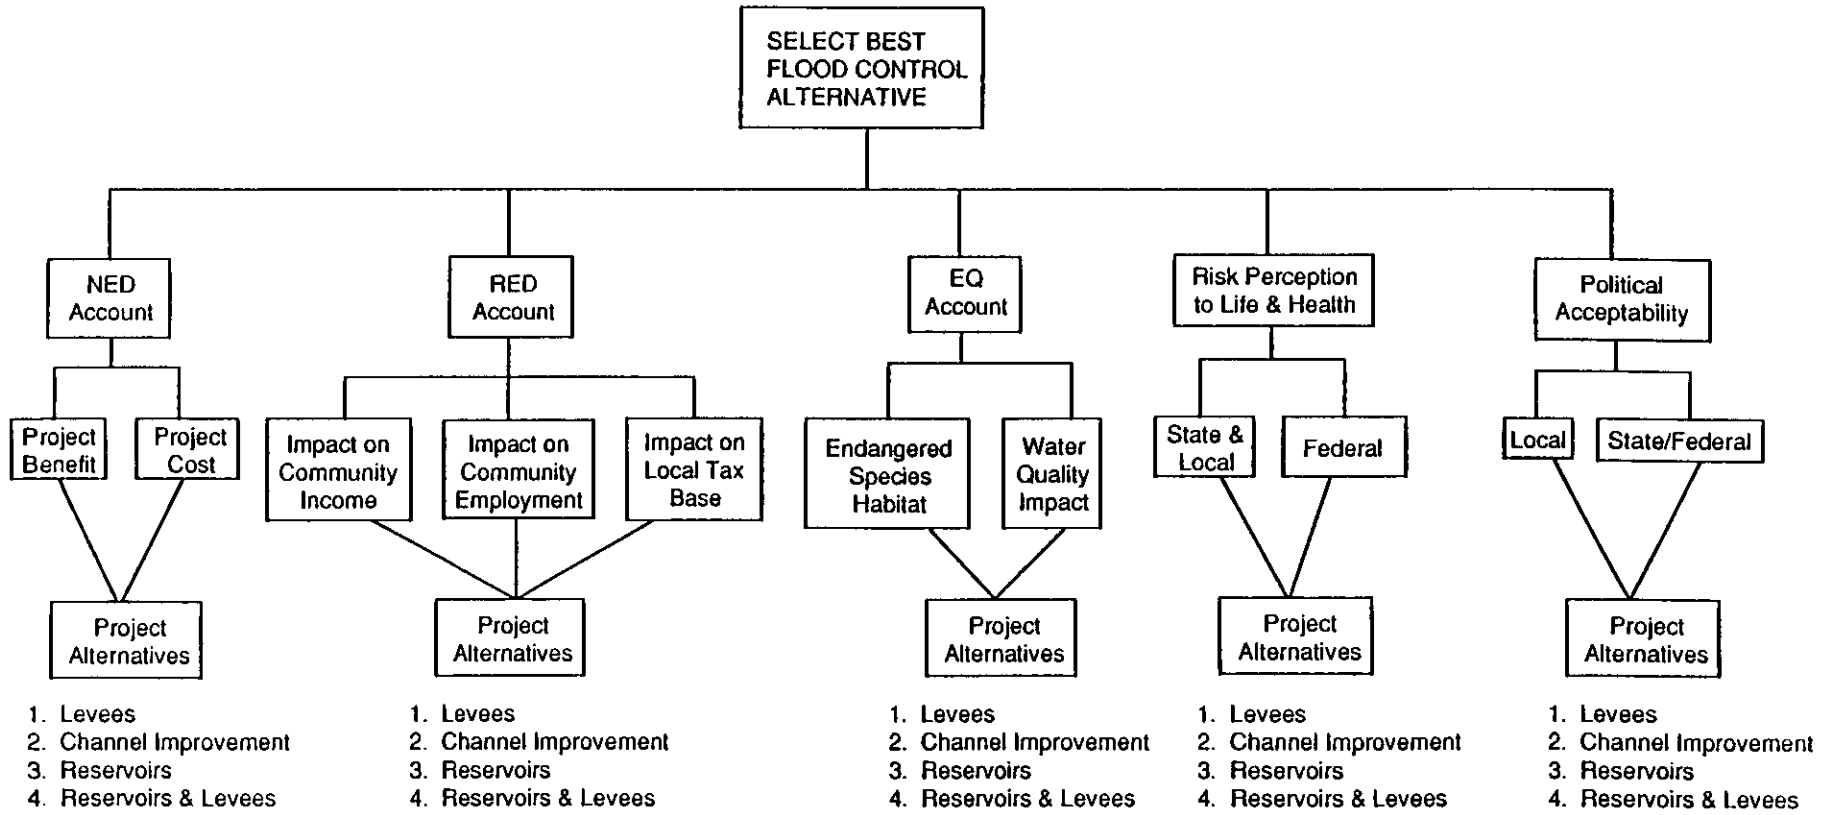 SELECT BEST
FLOOD CONTROL
ALTERNATIVE
NED
Account
RED
Account
EQ
Account
Risk Perception
to Life & Health
Political
Acceptability
Project
Benefit
Project
Cost
Impact on
Community
Income
Impact on
Community
Employment
Impact on
Local Tax
Base
Endangered
Species
Habitat
Water
Quality
Impact
State &
Local
Federal
Local
State/Federal
Project
Alternatives
Project
Alternatives
Project
Alternatives
Project
Alternatives
Project
Alternatives
1. Levees
2. Channel Improvement
3. Reservoirs
4. Reservoirs & Levees
1. Levees
2. Channel Improvement
3. Reservoirs
4. Reservoirs & Levees
1. Levees
2. Channel Improvement
3. Reservoirs
4. Reservoirs & Levees
1. Levees
2. Channel Improvement
3. Reservoirs
4. Reservoirs & Levees
1. Levees
2. Channel Improvement
3. Reservoirs
4. Reservoirs & Levees